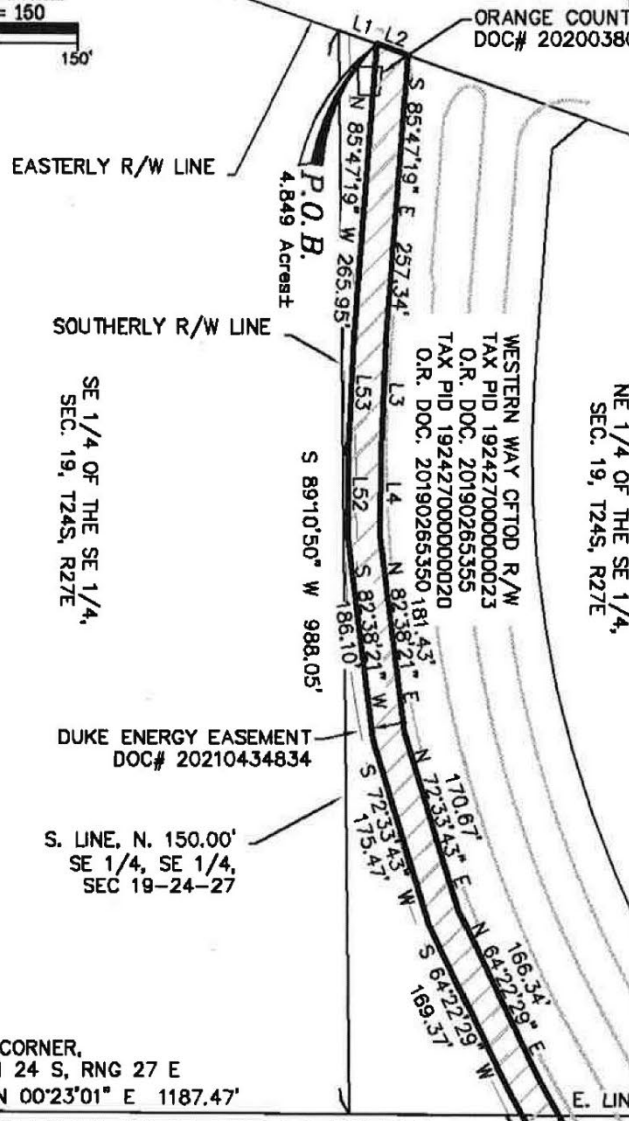 = 150
150'
L1
L2
ORANGE COUNT
DOC# 20200380
EASTERLY R/W LINE
N 85°47'19" W 265.95'
S 85°47'19" E 257.34'
P.O.B.
4.849 Acres±
SOUTHERLY R/W LINE
L53
L3
L52
L4
WESTERN WAY CFTOD R/W
TAX PID 192427000000023
O.R. DOC. 20190265355
TAX PID 192427000000020
O.R. DOC. 20190265350
NE 1/4 OF THE SE 1/4,
SEC. 19, T24S, R27E
SE 1/4 OF THE SE 1/4,
SEC. 19, T24S, R27E
S 89°10'50" W 988.05'
181.43'
N 82°38'21" E
S 82°38'21" W
186.10'
DUKE ENERGY EASEMENT
DOC# 20210434834
170.67'
N 72°33'43" E
S 72°33'43" W
175.47'
S. LINE, N. 150.00'
SE 1/4, SE 1/4,
SEC 19-24-27
166.34'
N 64°22'29" E
S 64°22'29" W
169.37'
CORNER,
24 S, RNG 27 E
N 00°23'01" E 1187.47'
E. LIN